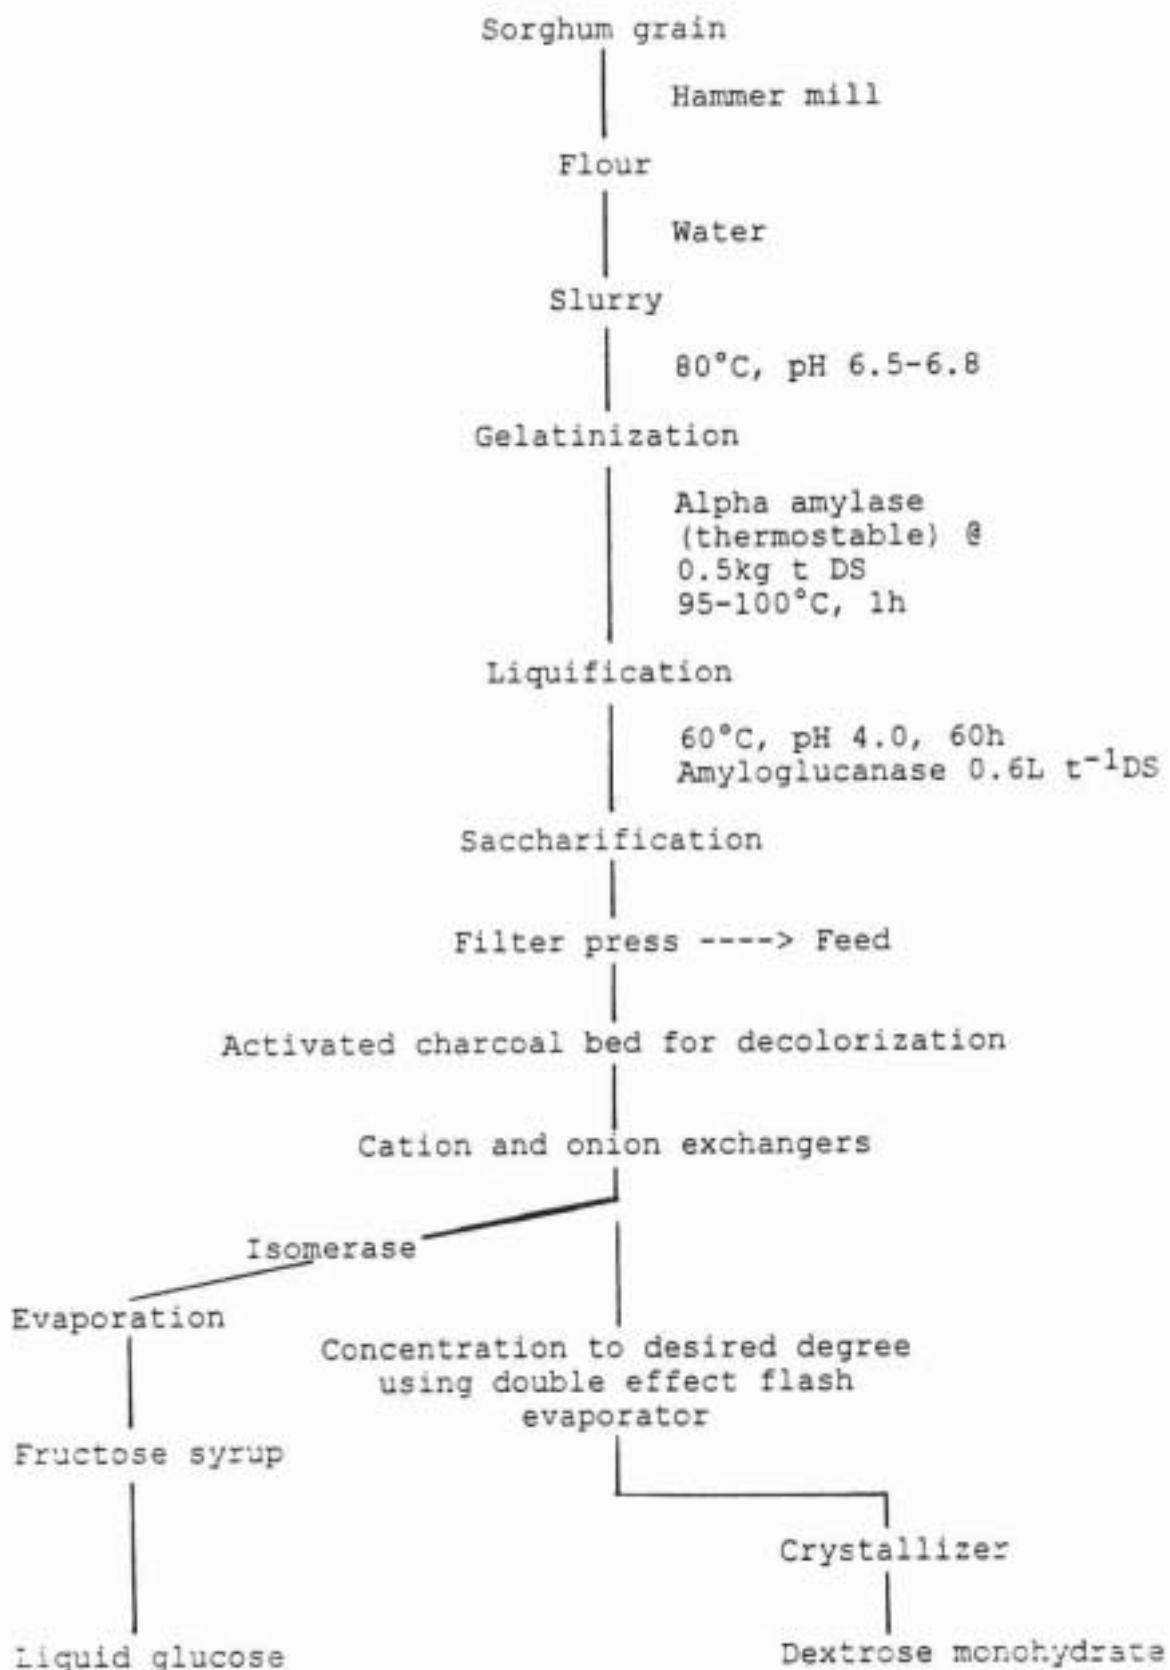 Sorghum grain
Hammer mill
Flour
Water
Slurry
80°C, pH 6.5-6.8
Gelatinization
Alpha amylase
(thermostable) @
0.5kg t DS
95-100°C, 1h
Liquification
60°C, pH 4.0, 60h
Amyloglucanase 0.6L t⁻¹DS
Saccharification
Filter press ----> Feed
Activated charcoal bed for decolorization
Cation and onion exchangers
Isomerase
Evaporation
Concentration to desired degree
using double effect flash
evaporator
Fructose syrup
Crystallizer
Liquid glucose
Dextrose monohydrate